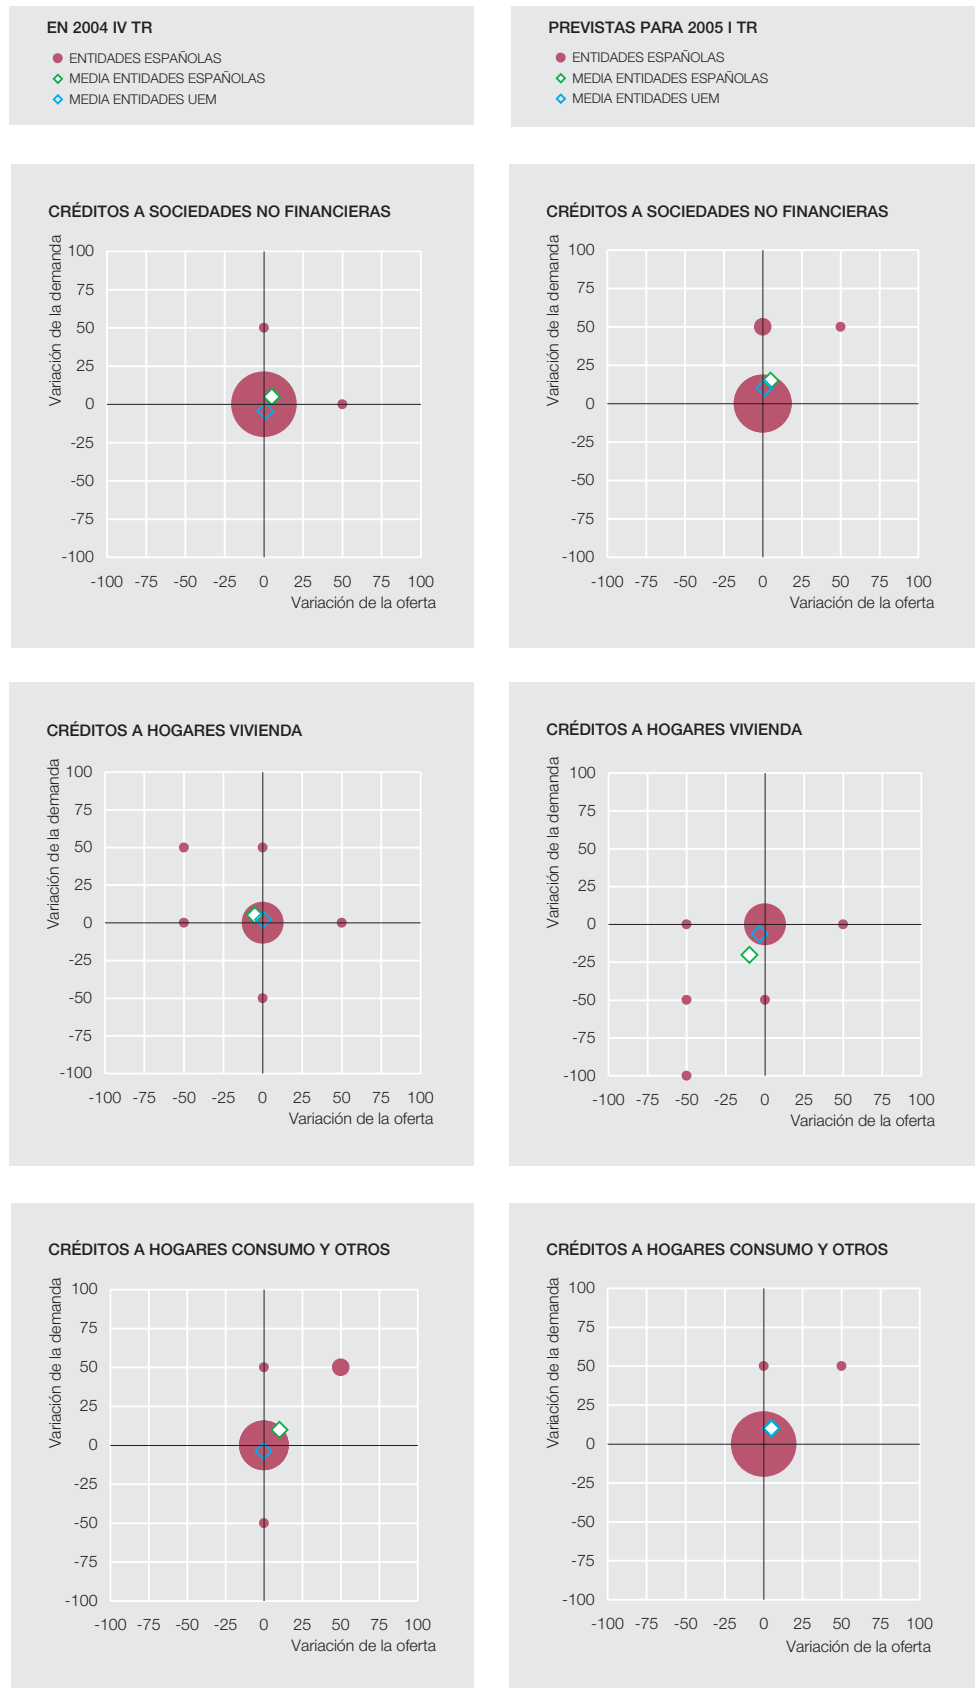 EN 2004 IV TR
ENTIDADES ESPAÑOLAS
MEDIA ENTIDADES ESPAÑOLAS
MEDIA ENTIDADES UEM
PREVISTAS PARA 2005 I TR
ENTIDADES ESPAÑOLAS
MEDIA ENTIDADES ESPAÑOLAS
MEDIA ENTIDADES UEM
CRÉDITOS A SOCIEDADES NO FINANCIERAS
Variación de la demanda
100
75
50
25
0
-25
-50
-75
-100
-100 -75 -50 -25 0 25 50 75 100
Variación de la oferta
CRÉDITOS A SOCIEDADES NO FINANCIERAS
Variación de la demanda
100
75
50
25
0
-25
-50
-75
-100
-100 -75 -50 -25 0 25 50 75 100
Variación de la oferta
CRÉDITOS A HOGARES VIVIENDA
Variación de la demanda
100
75
50
25
0
-25
-50
-75
-100
-100 -75 -50 -25 0 25 50 75 100
Variación de la oferta
CRÉDITOS A HOGARES VIVIENDA
Variación de la demanda
100
75
50
25
0
-25
-50
-75
-100
-100 -75 -50 -25 0 25 50 75 100
Variación de la oferta
CRÉDITOS A HOGARES CONSUMO Y OTROS
Variación de la demanda
100
75
50
25
0
-25
-50
-75
-100
-100 -75 -50 -25 0 25 50 75 100
Variación de la oferta
CRÉDITOS A HOGARES CONSUMO Y OTROS
Variación de la demanda
100
75
50
25
0
-25
-50
-75
-100
-100 -75 -50 -25 0 25 50 75 100
Variación de la oferta